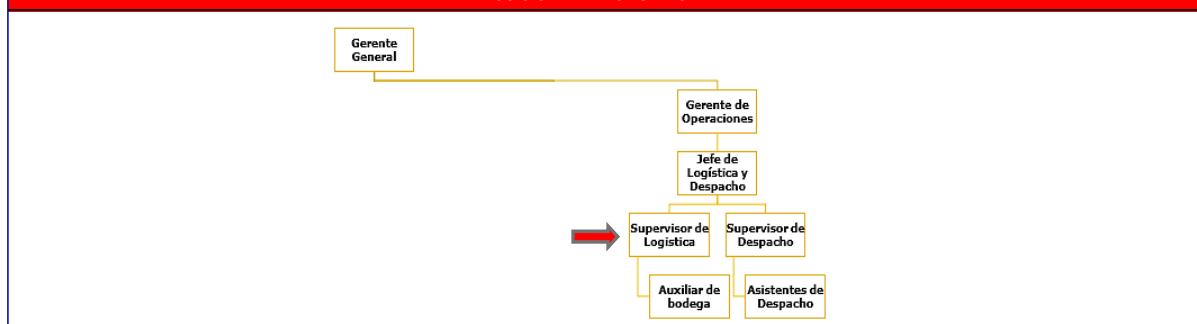 Gerente
General
Gerente de
Operaciones
Jefe de
Logística y
Despacho
Supervisor de
Logística
Supervisor de
Despacho
Auxiliar de
bodega
Asistentes de
Despacho